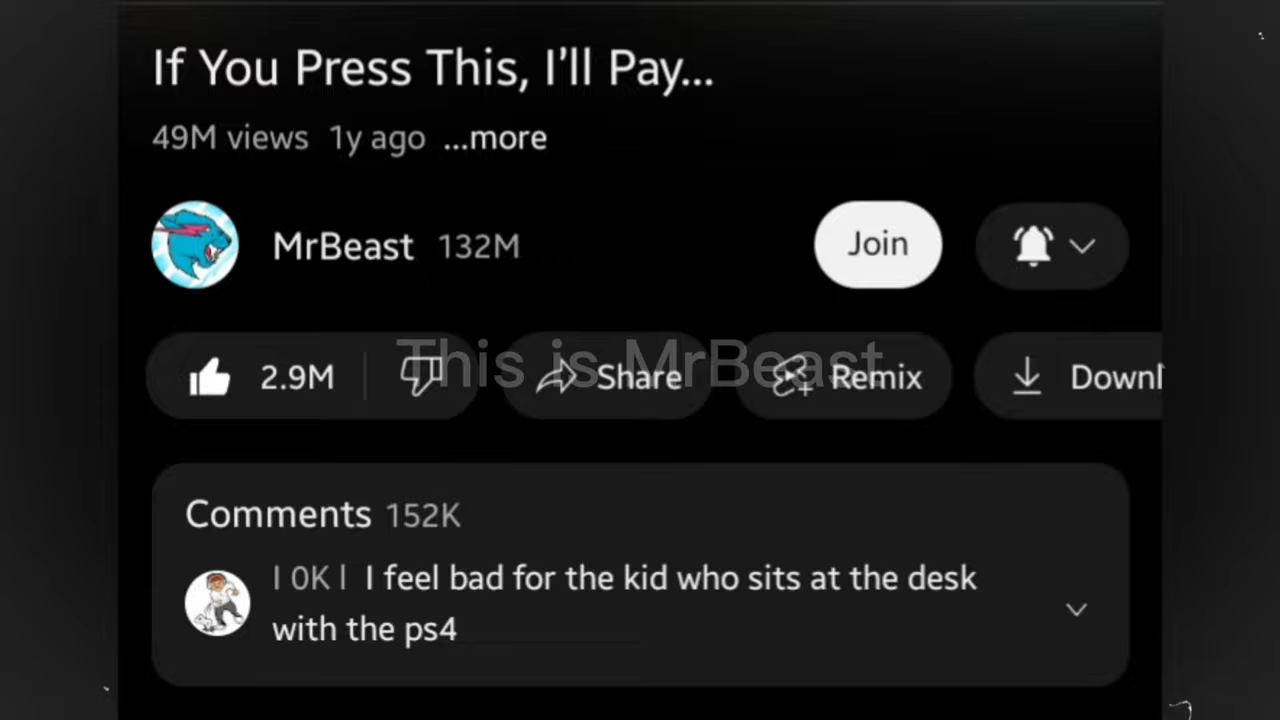 If You Press This, I'll Pay...
49M views 1y ago ...more
MrBeast 132M
Join
2.9M
Share
Remix
Downl
This is MrBeast
Comments 152K
I 0K I I feel bad for the kid who sits at the desk
with the ps4